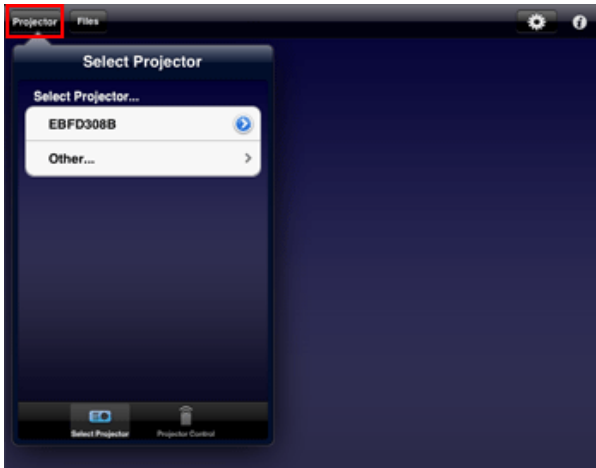 Projector Files
Select Projector
Select Projector...
EBFD308B
Other...
Select Projector Projector Control